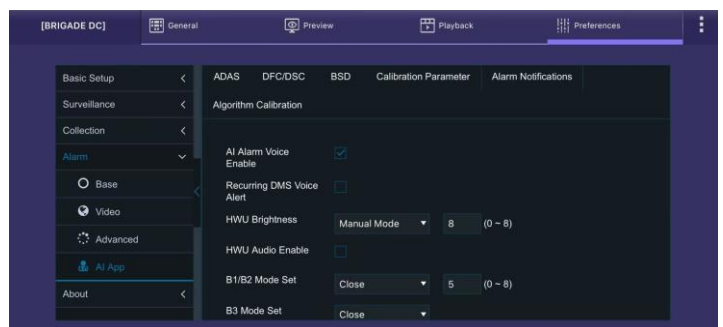 [BRIGADE DC] General Preview Playback Preferences
Basic Setup
Surveillance
Collection
Alarm
Base
Video
Advanced
AI App
About
ADAS DFC/DSC BSD Calibration Parameter Alarm Notifications
Algorithm Calibration
AI Alarm Voice
Enable
Recurring DMS Voice
Alert
HWU Brightness Manual Mode 8 (0 ~ 8)
HWU Audio Enable
B1/B2 Mode Set Close 5 (0 ~ 8)
B3 Mode Set Close